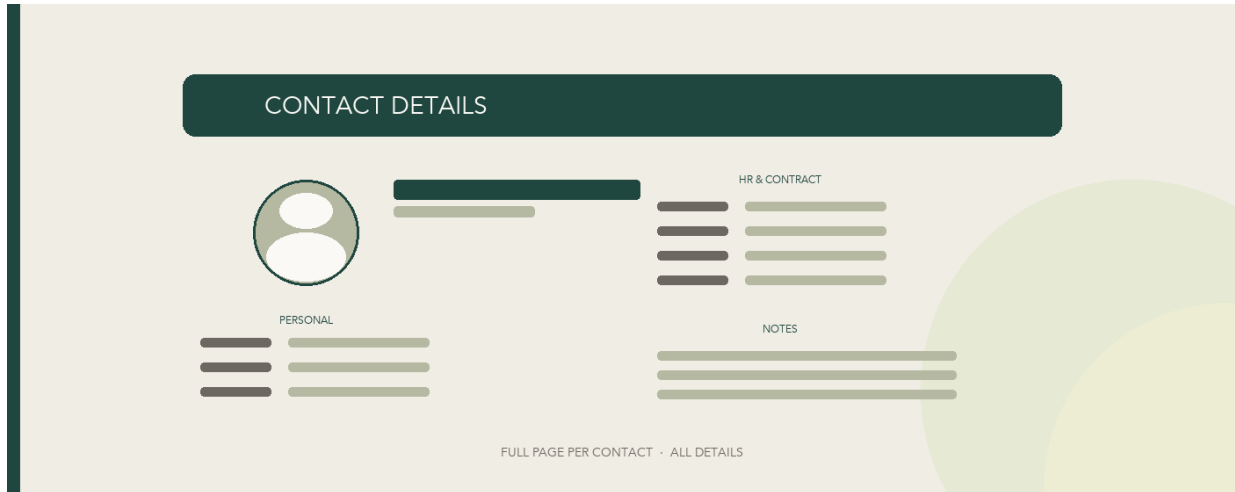 CONTACT DETAILS
HR & CONTRACT
PERSONAL
NOTES
FULL PAGE PER CONTACT · ALL DETAILS